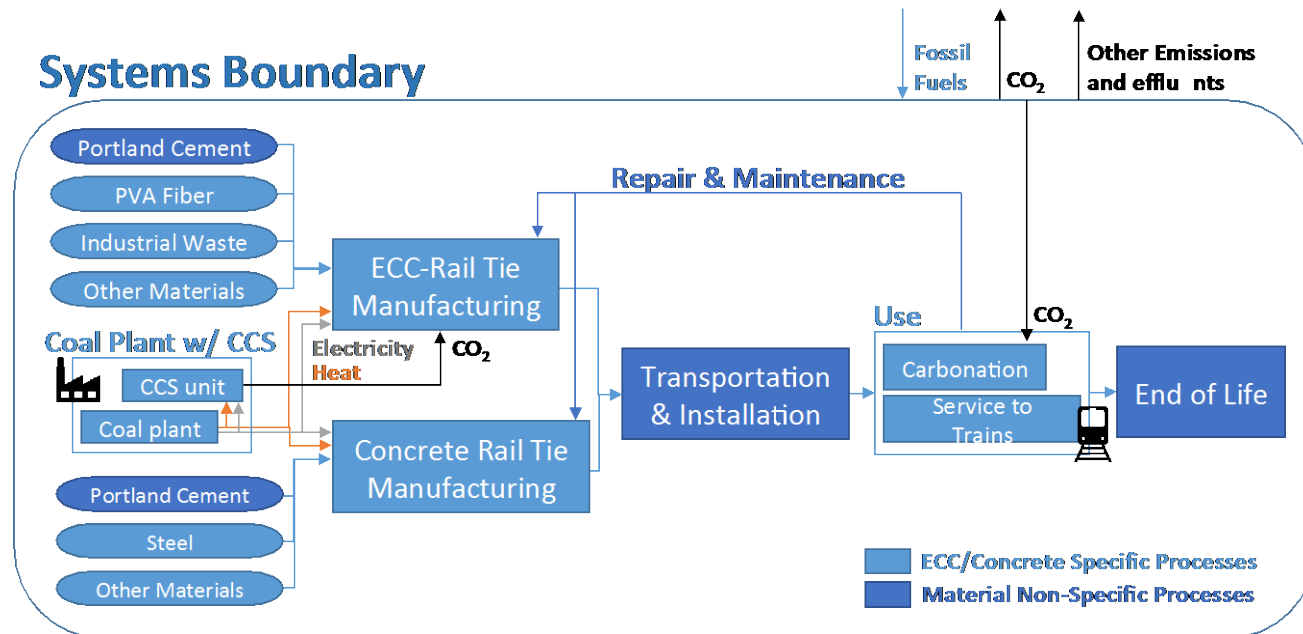 Systems Boundary
Fossil
Fuels
CO₂
Other Emissions
and efflu nts
Portland Cement
PVA Fiber
Industrial Waste
Other Materials
Repair & Maintenance
ECC-Rail Tie
Manufacturing
Coal Plant w/ CCS
CCS unit
Coal plant
Electricity
Heat
CO₂
Concrete Rail Tie
Manufacturing
Portland Cement
Steel
Other Materials
Transportation
& Installation
Use
CO₂
Carbonation
Service to
Trains
End of Life
ECC/Concrete Specific Processes
Material Non-Specific Processes